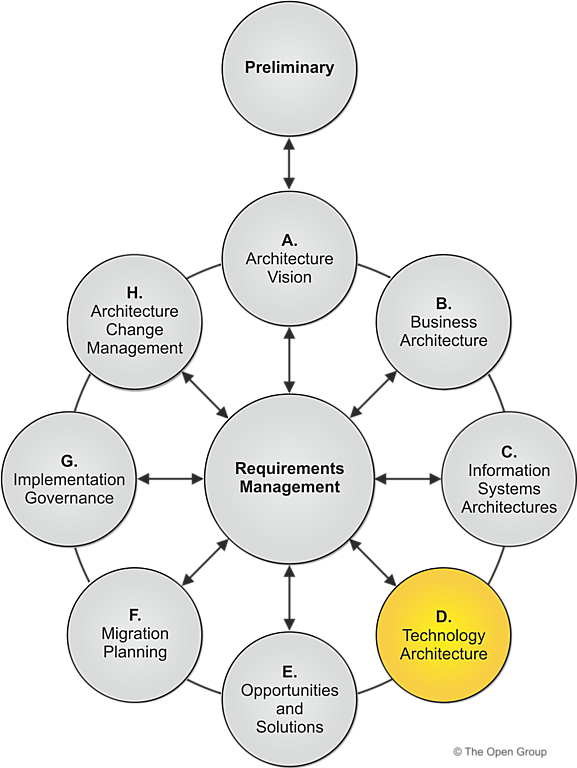 Preliminary
A.
Architecture
Vision
H.
Architecture
Change
Management
B.
Business
Architecture
G.
Implementation
Governance
Requirements
Management
C.
Information
Systems
Architectures
F.
Migration
Planning
D.
Technology
Architecture
E.
Opportunities
and
Solutions
© The Open Group